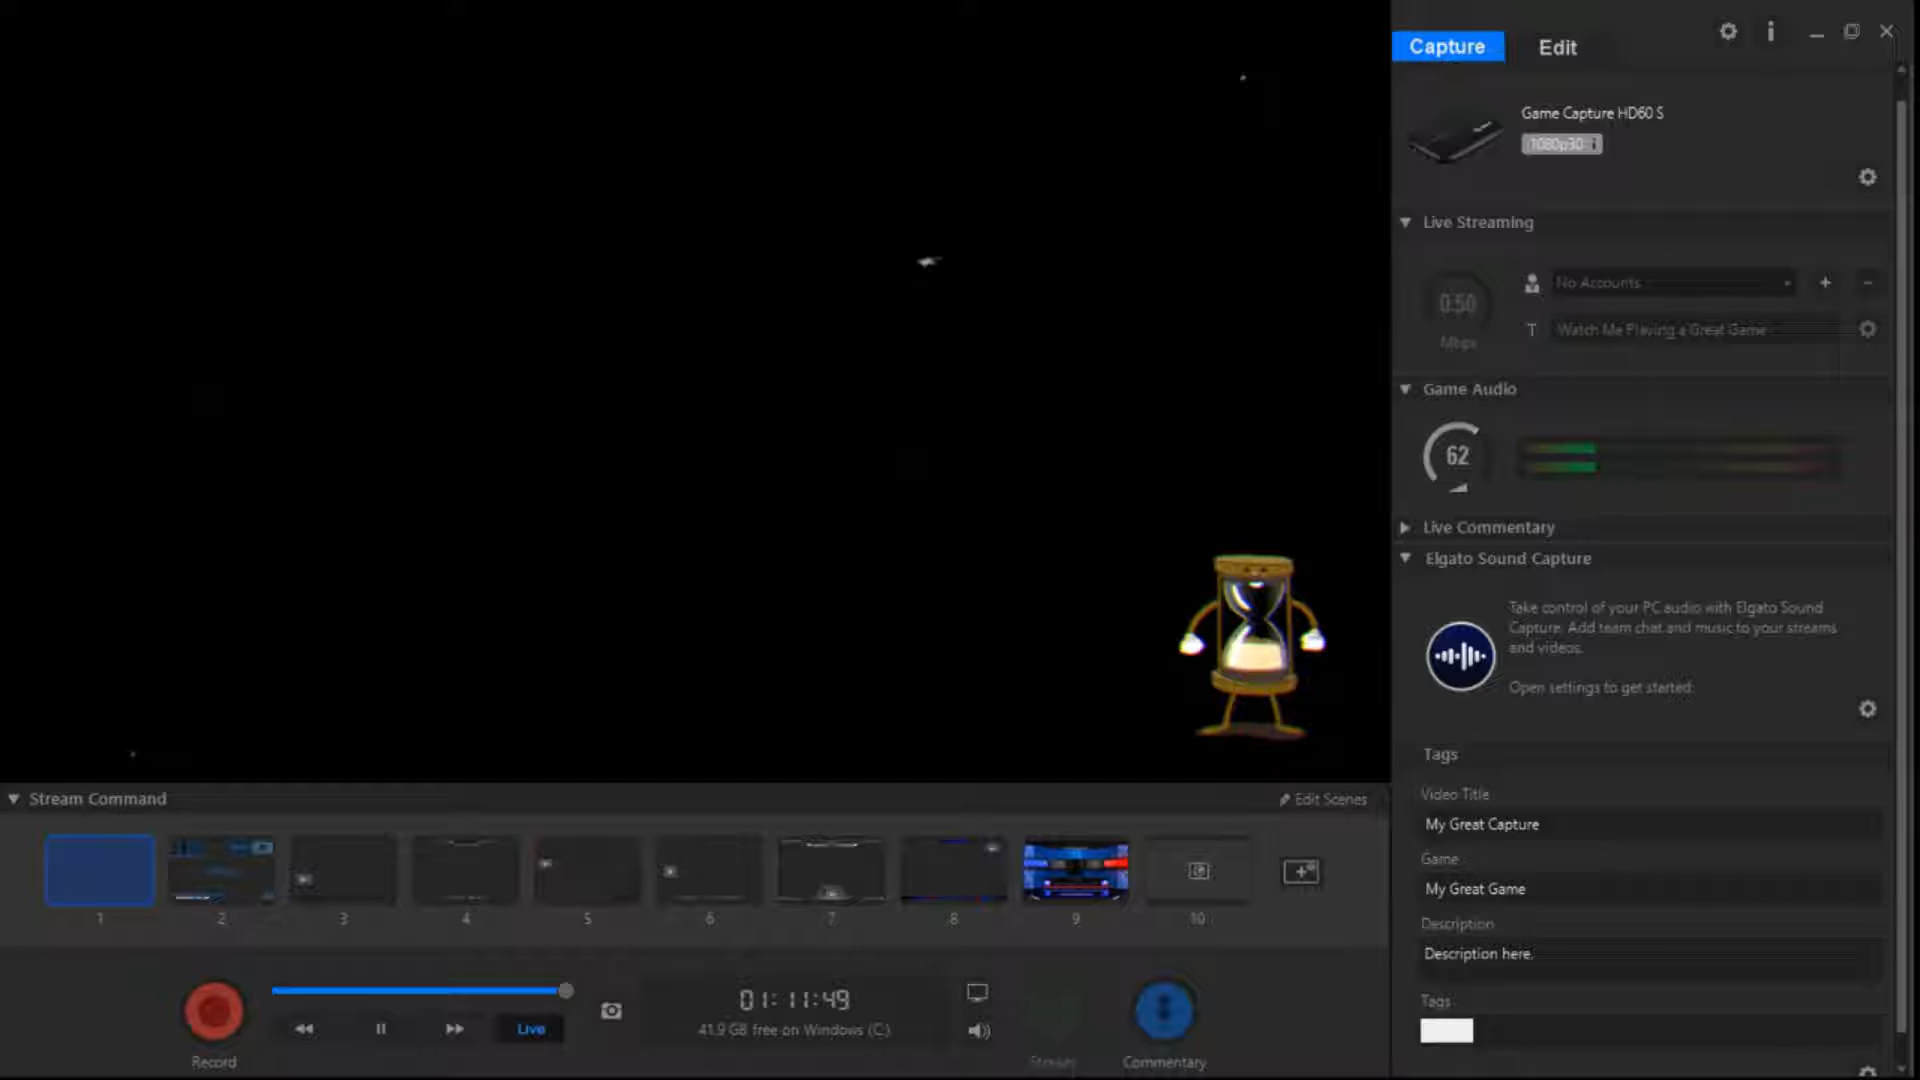 Capture
Edit
Game Capture HD60 S
1080p30 i
Live Streaming
0.50
Mbps
No Accounts
T
Watch Me Playing a Great Game
Game Audio
62
Live Commentary
Elgato Sound Capture
Take control of your PC audio with Elgato Sound
Capture. Add team chat and music to your streams
and videos.
Open settings to get started.
Tags
Video Title
My Great Capture
Game
My Great Game
Description
Description here.
Tags
Stream Command
Edit Scenes
1 2 3 4 5 6 7 8 9 10
01:11:49
41.9 GB free on Windows (C:)
Live
Record
Stream
Commentary